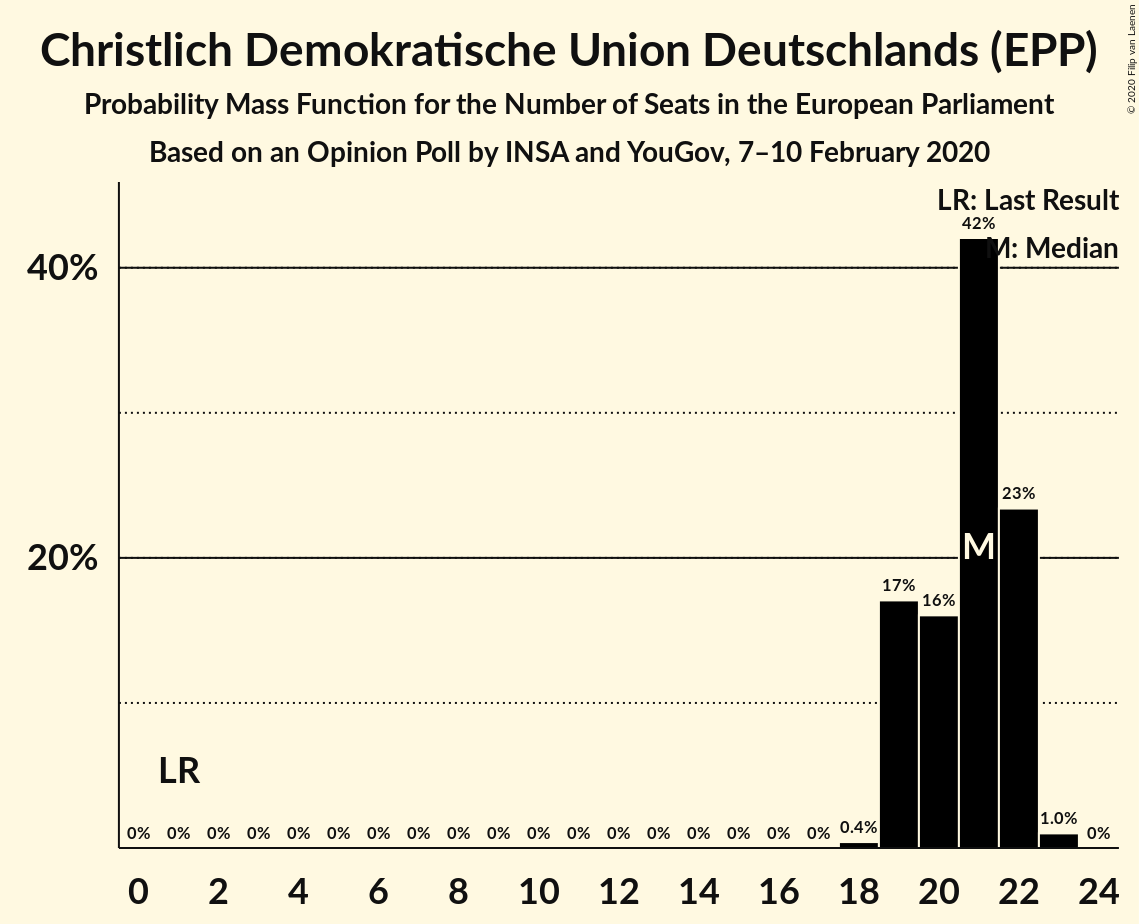 Christlich Demokratische Union Deutschlands (EPP)
Probability Mass Function for the Number of Seats in the European Parliament
Based on an Opinion Poll by INSA and YouGov, 7–10 February 2020
© 2020 Filip van Laenen
LR: Last Result
M: Median
40%
20%
42%
23%
M
17%
16%
LR
0% 0% 0% 0% 0% 0% 0% 0% 0% 0% 0% 0% 0% 0% 0% 0% 0% 0% 0.4% 1.0% 0%
0 2 4 6 8 10 12 14 16 18 20 22 24